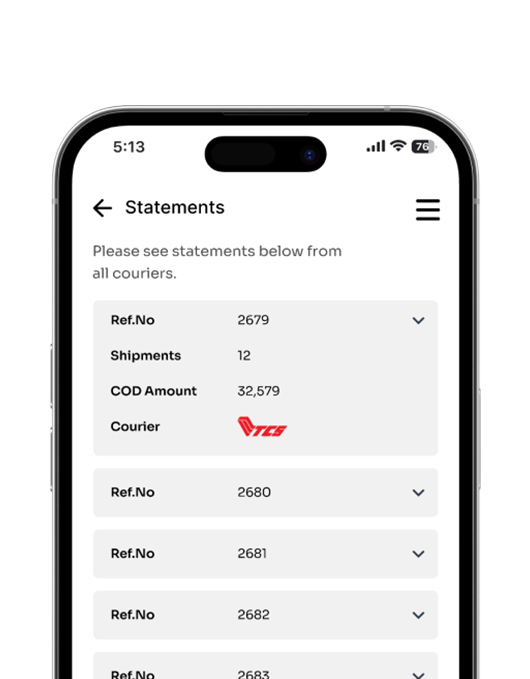 5:13
76
Statements
Please see statements below from
all couriers.
Ref.No 2679
Shipments 12
COD Amount 32,579
Courier TCS
Ref.No 2680
Ref.No 2681
Ref.No 2682
Ref.No 2683